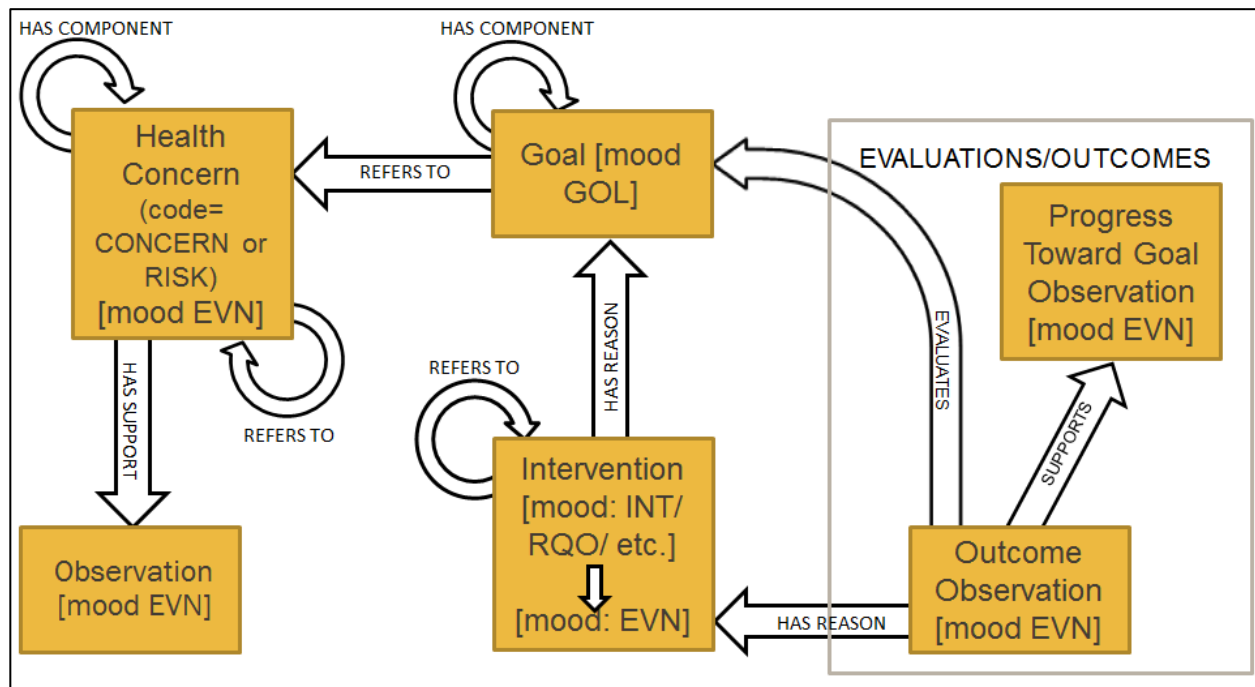 HAS COMPONENT
HAS COMPONENT
Health
Concern
(code=
CONCERN or
RISK)
[mood EVN]
REFERS TO
Goal [mood
GOL]
EVALUATIONS/OUTCOMES
Progress
Toward Goal
Observation
[mood EVN]
HAS SUPPORT
REFERS TO
HAS REASON
EVALUATES
REFERS TO
SUPPORTS
Observation
[mood EVN]
Intervention
[mood: INT/
RQO/ etc.]
[mood: EVN]
HAS REASON
Outcome
Observation
[mood EVN]